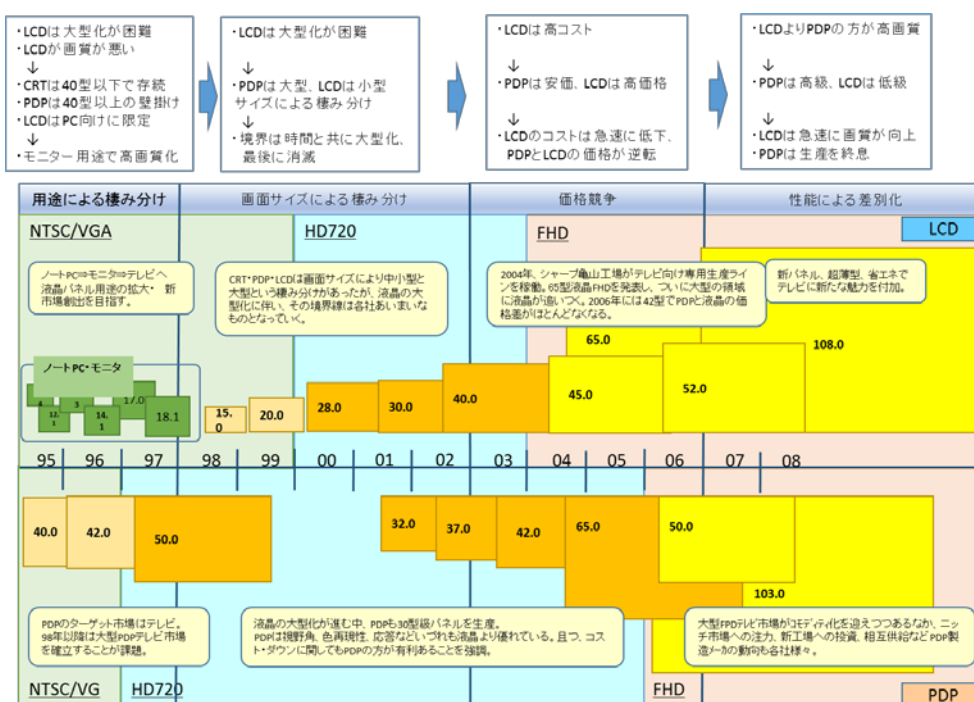 ・LCDは大型化が困難
・LCDが画質が悪い
↓
・CRTは40型以下で存続
・PDPは40型以上の壁掛け
・LCDはPC向けに限定
↓
・モニター用途で高画質化
・LCDは大型化が困難
↓
・PDPは大型、LCDは小型
サイズによる棲み分け
↓
・境界は時間と共に大型化、
最後に消滅
・LCDは高コスト
↓
・PDPは安価、LCDは高価格
↓
・LCDのコストは急速に低下、
PDPとLCDの価格が逆転
・LCDよりPDPの方が高画質
↓
・PDPは高級、LCDは低級
↓
・LCDは急速に画質が向上
・PDPは生産を終息
用途による棲み分け
画面サイズによる棲み分け
価格競争
性能による差別化
NTSC/VGA
HD720
FHD
LCD
ノートPC⇒モニタ⇒テレビへ
液晶パネル用途の拡大・ 新
市場創出を目指す。
CRT・PDP・LCDは画面サイズにより中小型と
大型という棲み分けがあったが、液晶の大
型化に伴い、その境界線は各社あいまいな
ものとなっていく。
2004年、シャープ亀山工場がテレビ向け専用生産ライ
ンを稼働。65型液晶FHDを発表し、ついに大型の領域
に液晶が追いつく。2006年には42型でPDPと液晶の価
格差がほとんどなくなる。
新パネル、超薄型、省エネで
テレビに新たな魅力を付加。
ノートPC・モニタ
4
12.
1
3
14.
1
17.0
18.1
15.
0
20.0
28.0
30.0
40.0
45.0
65.0
52.0
108.0
95 96 97 98 99 00 01 02 03 04 05 06 07 08
40.0
42.0
50.0
32.0
37.0
42.0
65.0
50.0
103.0
PDPのターゲット市場はテレビ。
98年以降は大型PDPテレビ市場
を確立することが課題。
液晶の大型化が進む中、PDPも30型級パネルを生産。
PDPは視野角、色再現性、応答などいずれも液晶より優れている。且つ、コス
ト・ダウンに関してもPDPの方が有利あることを強調。
大型FPDテレビ市場がコモディティ化を迎えつつあるなか、ニッ
チ市場への注力、新工場への投資、相互供給などPDP製
造メーカの動向も各社様々。
NTSC/VG
HD720
FHD
PDP